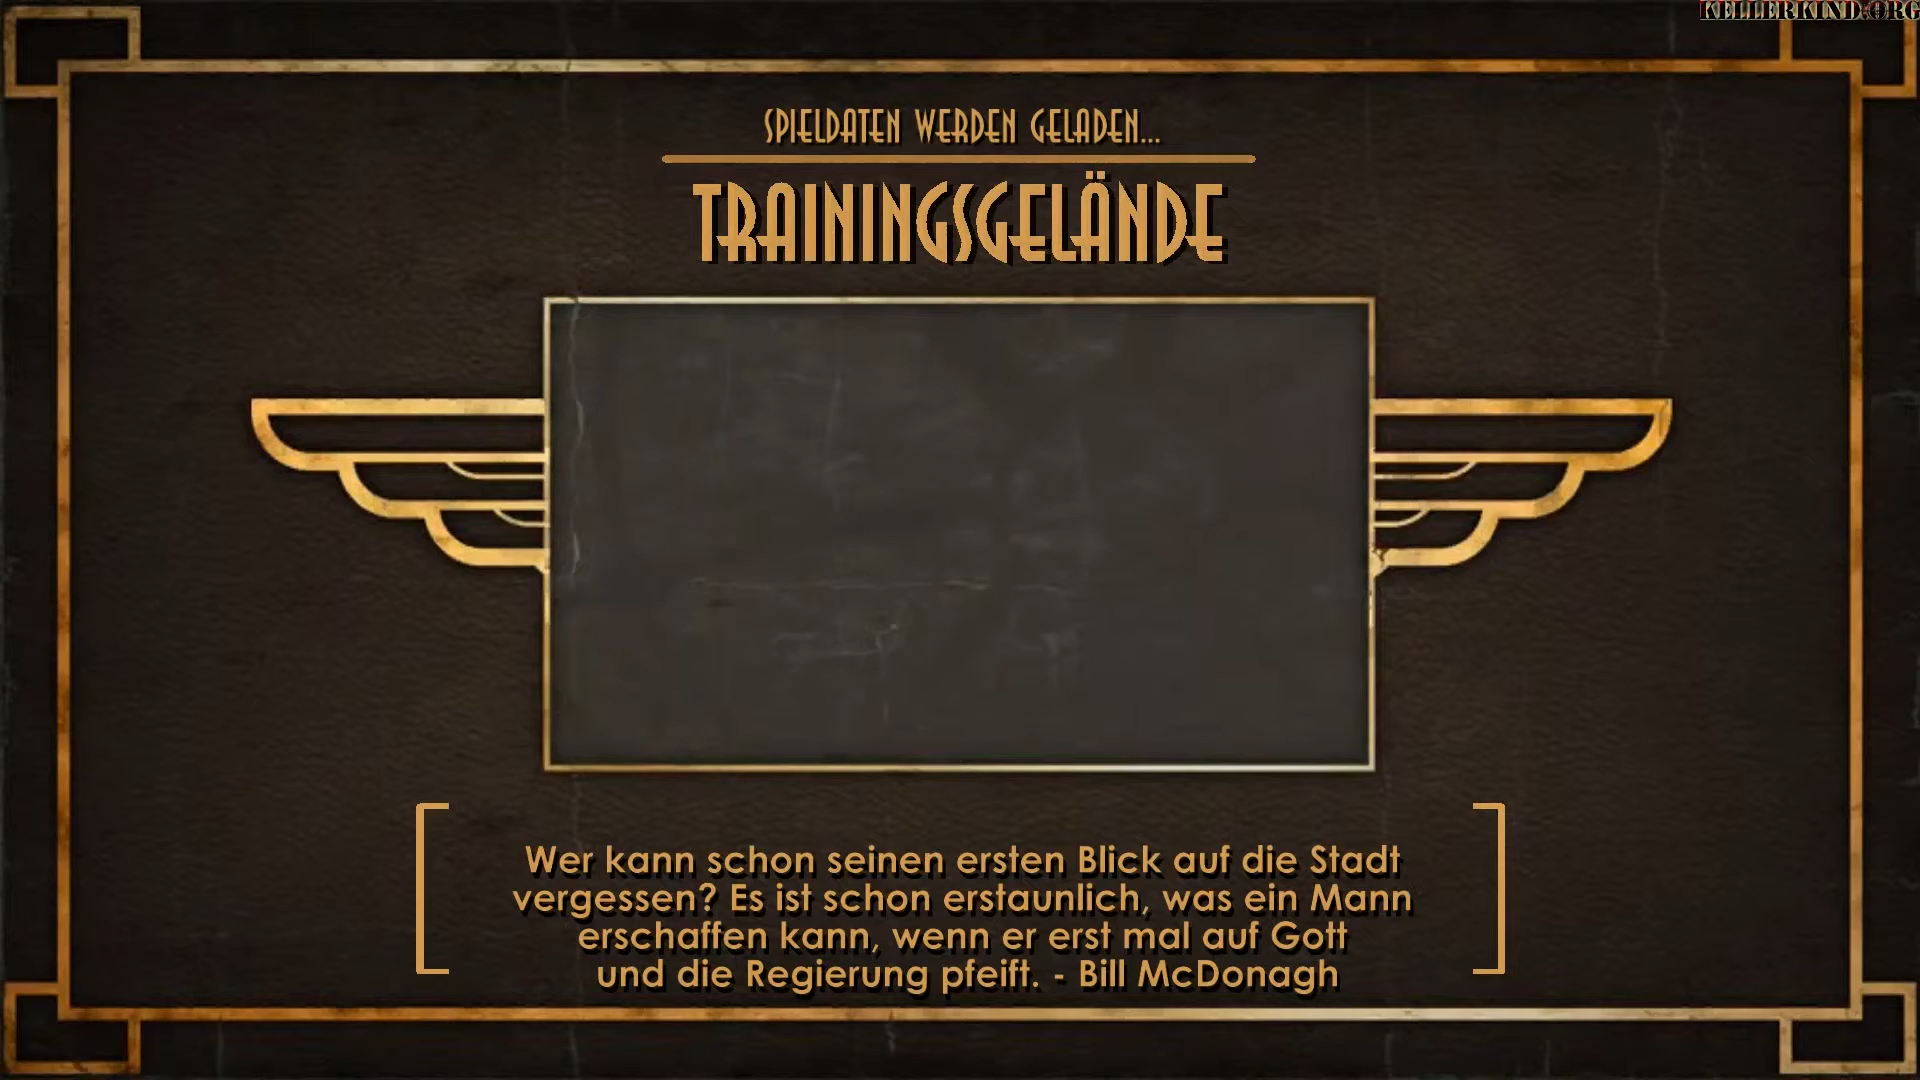 KELLERKIND.ORG
SPIELDATEN WERDEN GELADEN...
TRAININGSGELÄNDE
Wer kann schon seinen ersten Blick auf die Stadt
vergessen? Es ist schon erstaunlich, was ein Mann
erschaffen kann, wenn er erst mal auf Gott
und die Regierung pfeift. - Bill McDonagh